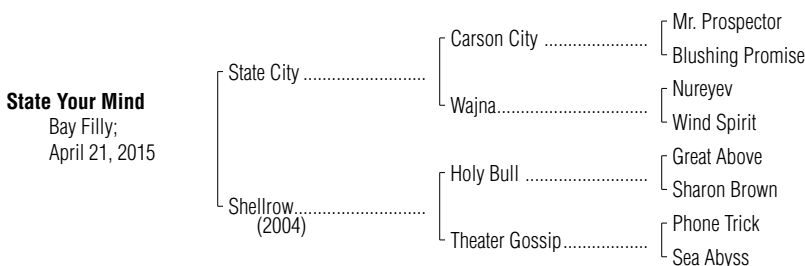 Mr. Prospector
Carson City ......................
Blushing Promise
State City ..........................
Nureyev
Wajna................................
Wind Spirit
State Your Mind
Bay Filly;
April 21, 2015
Great Above
Holy Bull ..........................
Sharon Brown
Shellrow............................
(2004)
Phone Trick
Theater Gossip..................
Sea Abyss